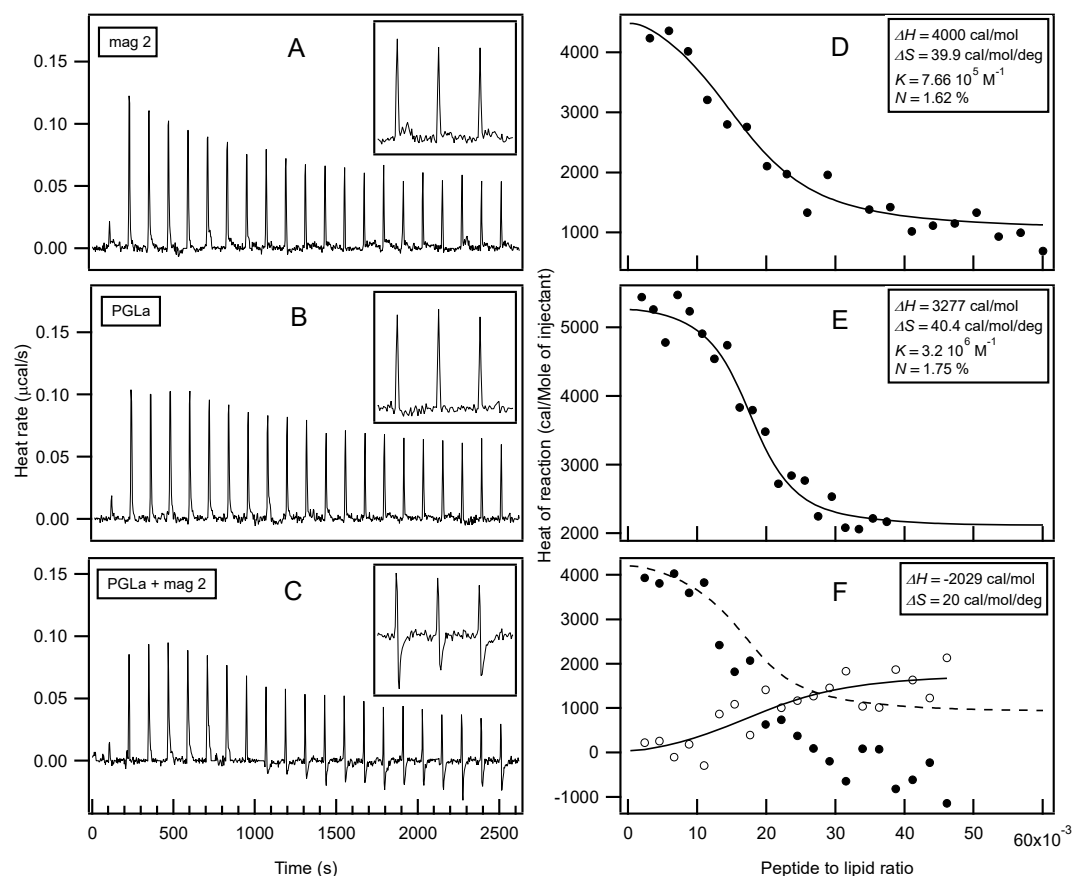 mag 2
A
0.15
0.10
0.05
0.00
PGLa
B
0.15
0.10
0.05
0.00
Heat rate (µcal/s)
PGLa + mag 2
C
0.15
0.10
0.05
0.00
0 500 1000 1500 2000 2500
Time (s)
D
ΔH = 4000 cal/mol
ΔS = 39.9 cal/mol/deg
K = 7.66 10⁵ M⁻¹
N = 1.62 %
4000
3000
2000
1000
E
ΔH = 3277 cal/mol
ΔS = 40.4 cal/mol/deg
K = 3.2 10⁶ M⁻¹
N = 1.75 %
5000
4000
3000
2000
Heat of reaction (cal/Mole of injectant)
F
ΔH = -2029 cal/mol
ΔS = 20 cal/mol/deg
4000
3000
2000
1000
0
-1000
0 10 20 30 40 50 60x10⁻³
Peptide to lipid ratio